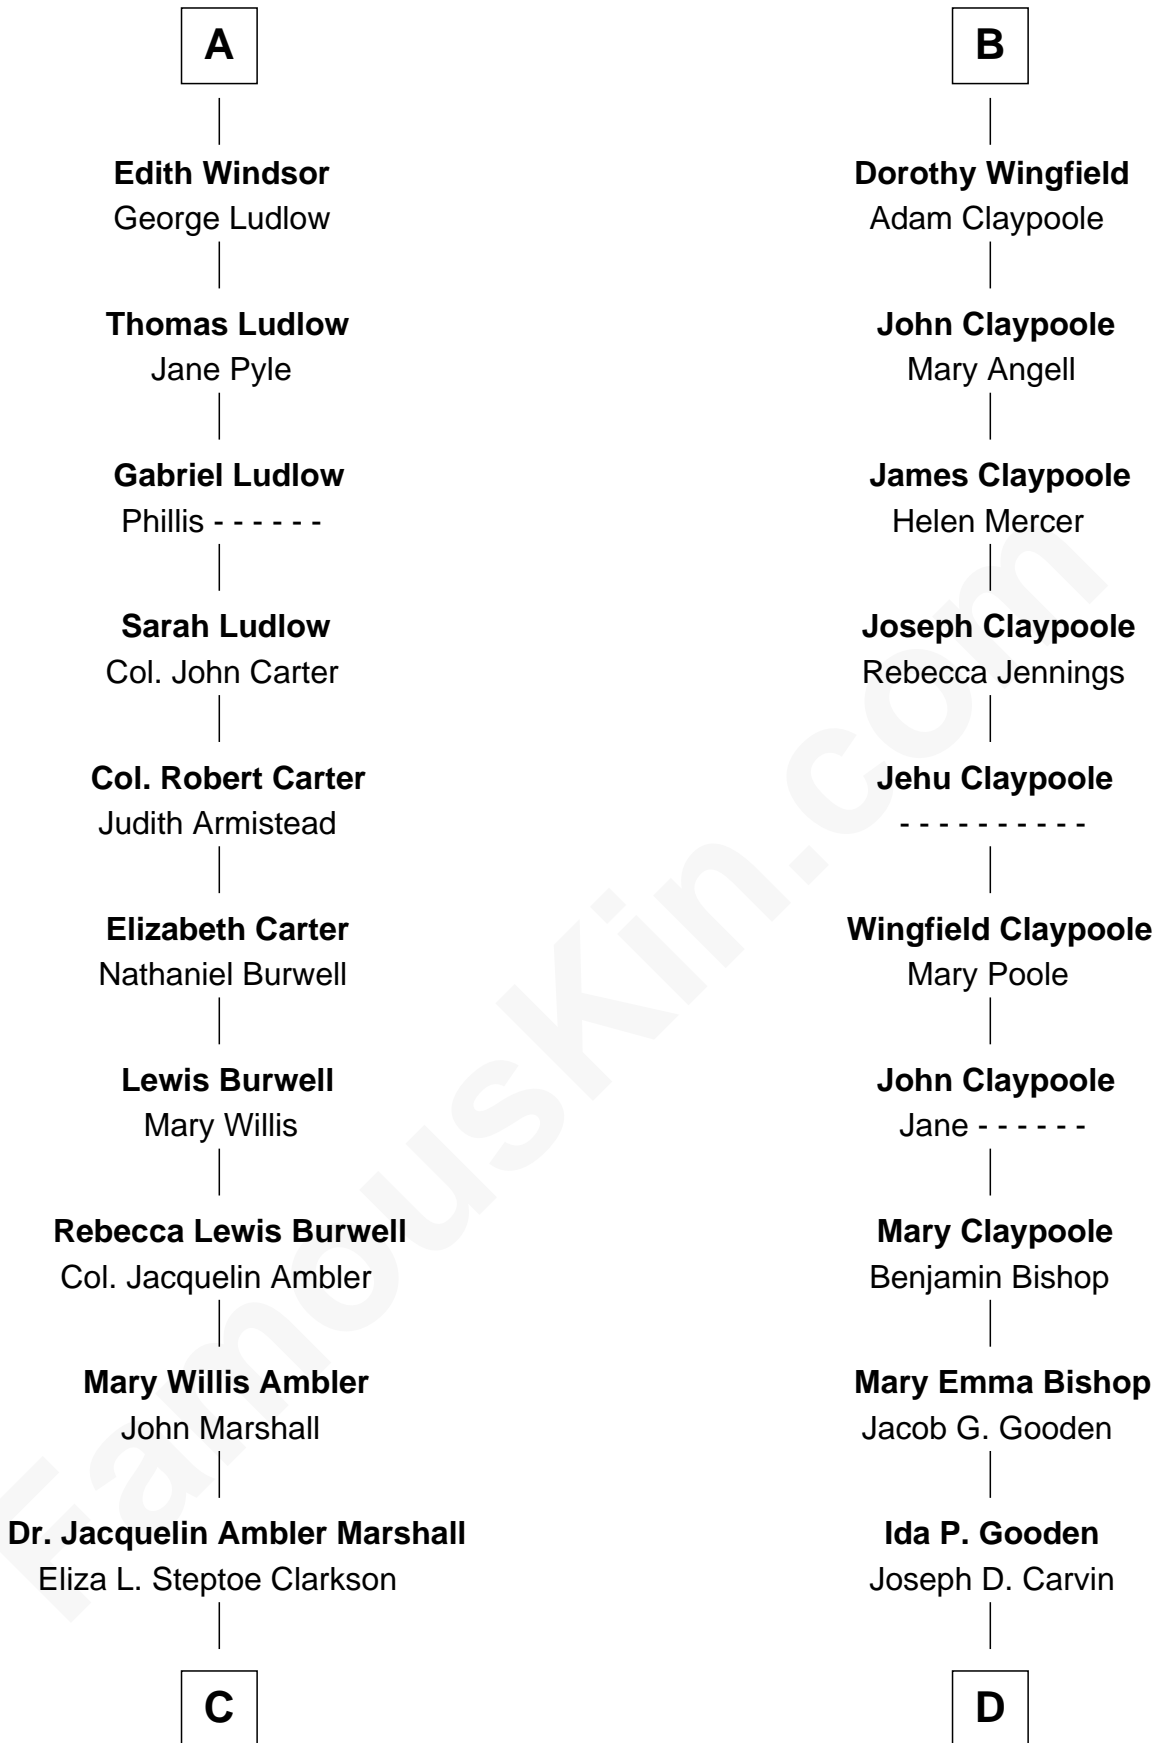 A
Edith Windsor
George Ludlow
Thomas Ludlow
Jane Pyle
Gabriel Ludlow
Phillis - - - - - -
Sarah Ludlow
Col. John Carter
Col. Robert Carter
Judith Armistead
Elizabeth Carter
Nathaniel Burwell
Lewis Burwell
Mary Willis
Rebecca Lewis Burwell
Col. Jacquelin Ambler
Mary Willis Ambler
John Marshall
Dr. Jacquelin Ambler Marshall
Eliza L. Steptoe Clarkson
C
B
Dorothy Wingfield
Adam Claypoole
John Claypoole
Mary Angell
James Claypoole
Helen Mercer
Joseph Claypoole
Rebecca Jennings
Jehu Claypoole
- - - - - - - - - -
Wingfield Claypoole
Mary Poole
John Claypoole
Jane - - - - - -
Mary Claypoole
Benjamin Bishop
Mary Emma Bishop
Jacob G. Gooden
Ida P. Gooden
Joseph D. Carvin
D
FamousKin.com